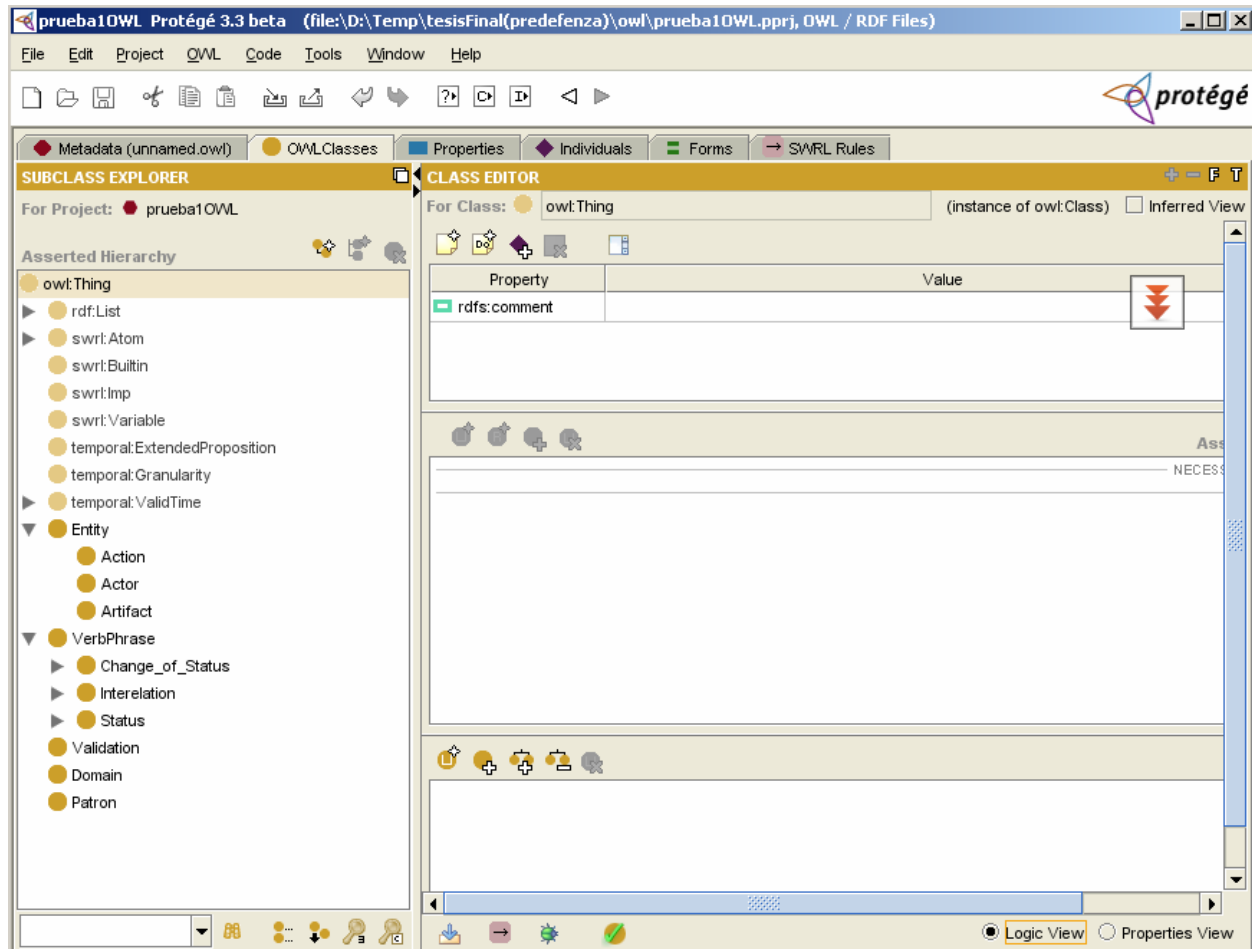 prueba1OWL Protégé 3.3 beta (file:\D:\Temp\tesisFinal(predefenza)\owl\prueba1OWL.pprj, OWL / RDF Files)
File Edit Project OWL Code Tools Window Help
protégé
Metadata (unnamed.owl) OWLClasses Properties Individuals Forms SWRL Rules
SUBCLASS EXPLORER
For Project: prueba1OWL
Asserted Hierarchy
owl:Thing
rdf:List
swrl:Atom
swrl:Builtin
swrl:Imp
swrl:Variable
temporal:ExtendedProposition
temporal:Granularity
temporal:ValidTime
Entity
Action
Actor
Artifact
VerbPhrase
Change_of_Status
Interelation
Status
Validation
Domain
Patron
CLASS EDITOR
F T
For Class: owl:Thing (instance of owl:Class) Inferred View
Property Value
rdfs:comment
Ass
NECESS
Logic View Properties View